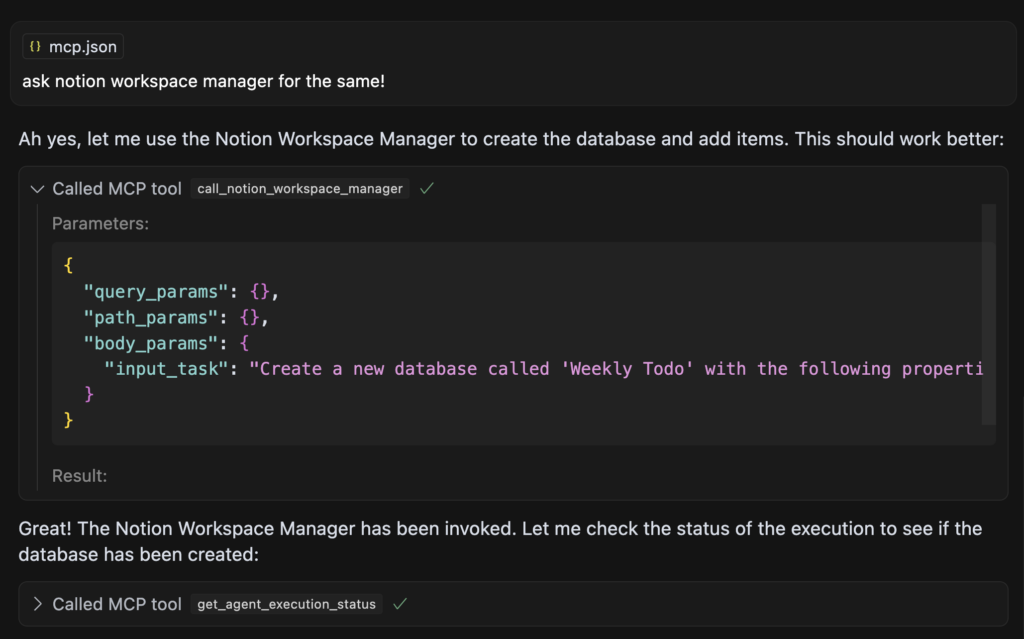 {} mcp.json
ask notion workspace manager for the same!
Ah yes, let me use the Notion Workspace Manager to create the database and add items. This should work better:
Called MCP tool call_notion_workspace_manager
Parameters:
{
"query_params": {},
"path_params": {},
"body_params": {
"input_task": "Create a new database called 'Weekly Todo' with the following properti
}
}
Result:
Great! The Notion Workspace Manager has been invoked. Let me check the status of the execution to see if the
database has been created:
Called MCP tool get_agent_execution_status